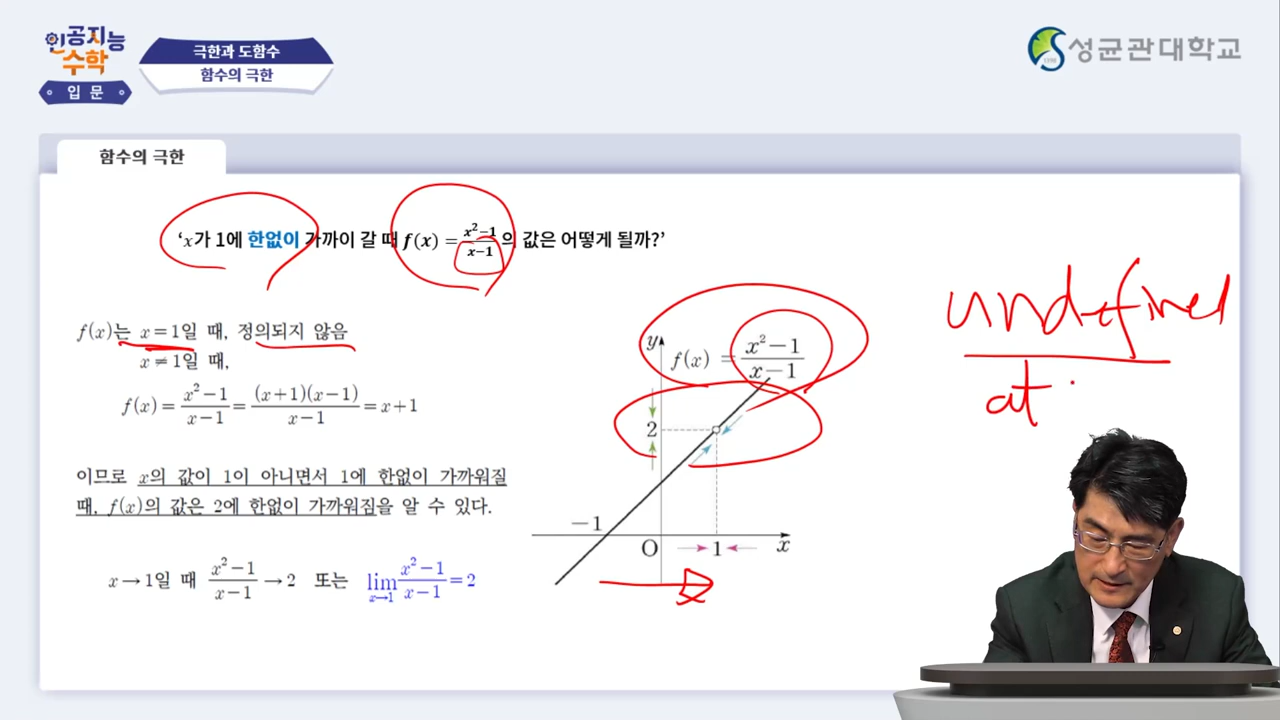 인공지능
수학
입문
극한과 도함수
함수의 극한
성균관대학교
함수의 극한
‘x가 1에 한없이 가까이 갈 때 f(x) = x²−1 / x−1 의 값은 어떻게 될까?’
f(x)는 x=1일 때, 정의되지 않음
x≠1일 때,
f(x) = x²−1 / x−1 = (x+1)(x−1) / x−1 = x+1
이므로 x의 값이 1이 아니면서 1에 한없이 가까워질
때, f(x)의 값은 2에 한없이 가까워짐을 알 수 있다.
x→1일 때 x²−1 / x−1 →2 또는 lim x→1 x²−1 / x−1 = 2
y
f(x) = x²−1 / x−1
2
−1
O
1
x
undefined
at